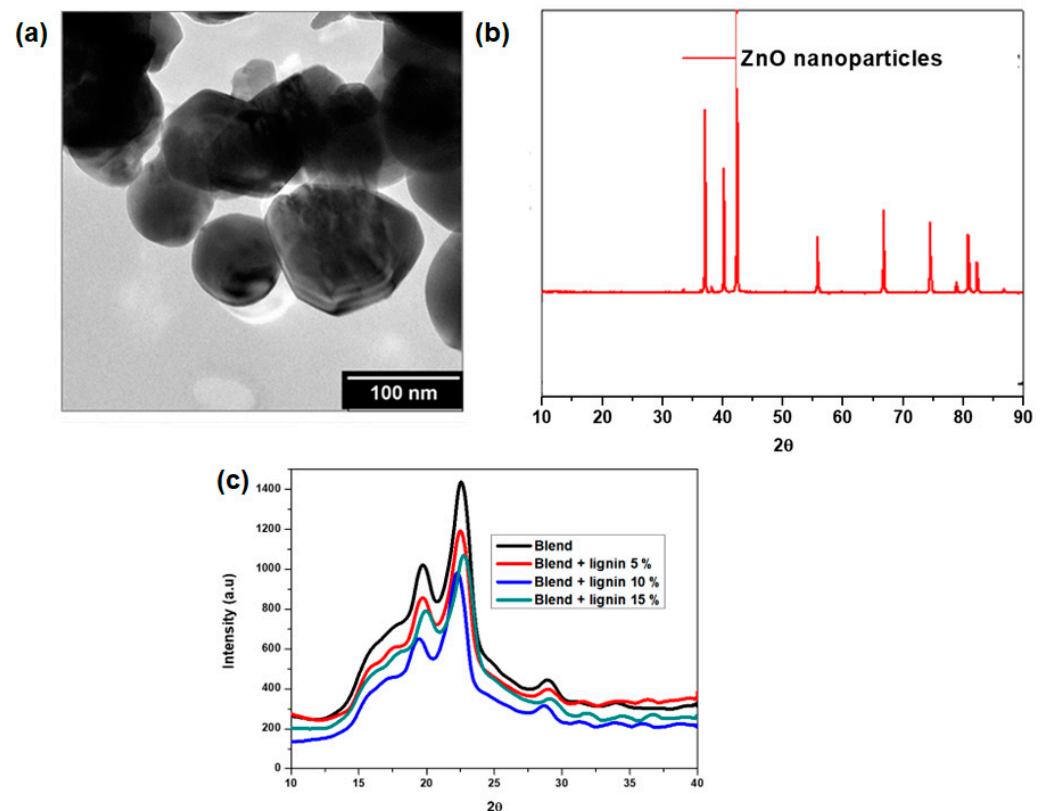 (a)
100 nm
(b)
ZnO nanoparticles
10 20 30 40 50 60 70 80 90
2θ
(c)
1400
1200
1000
800
600
400
200
0
Intensity (a.u)
Blend
Blend + lignin 5 %
Blend + lignin 10 %
Blend + lignin 15 %
10 15 20 25 30 35 40
2θ